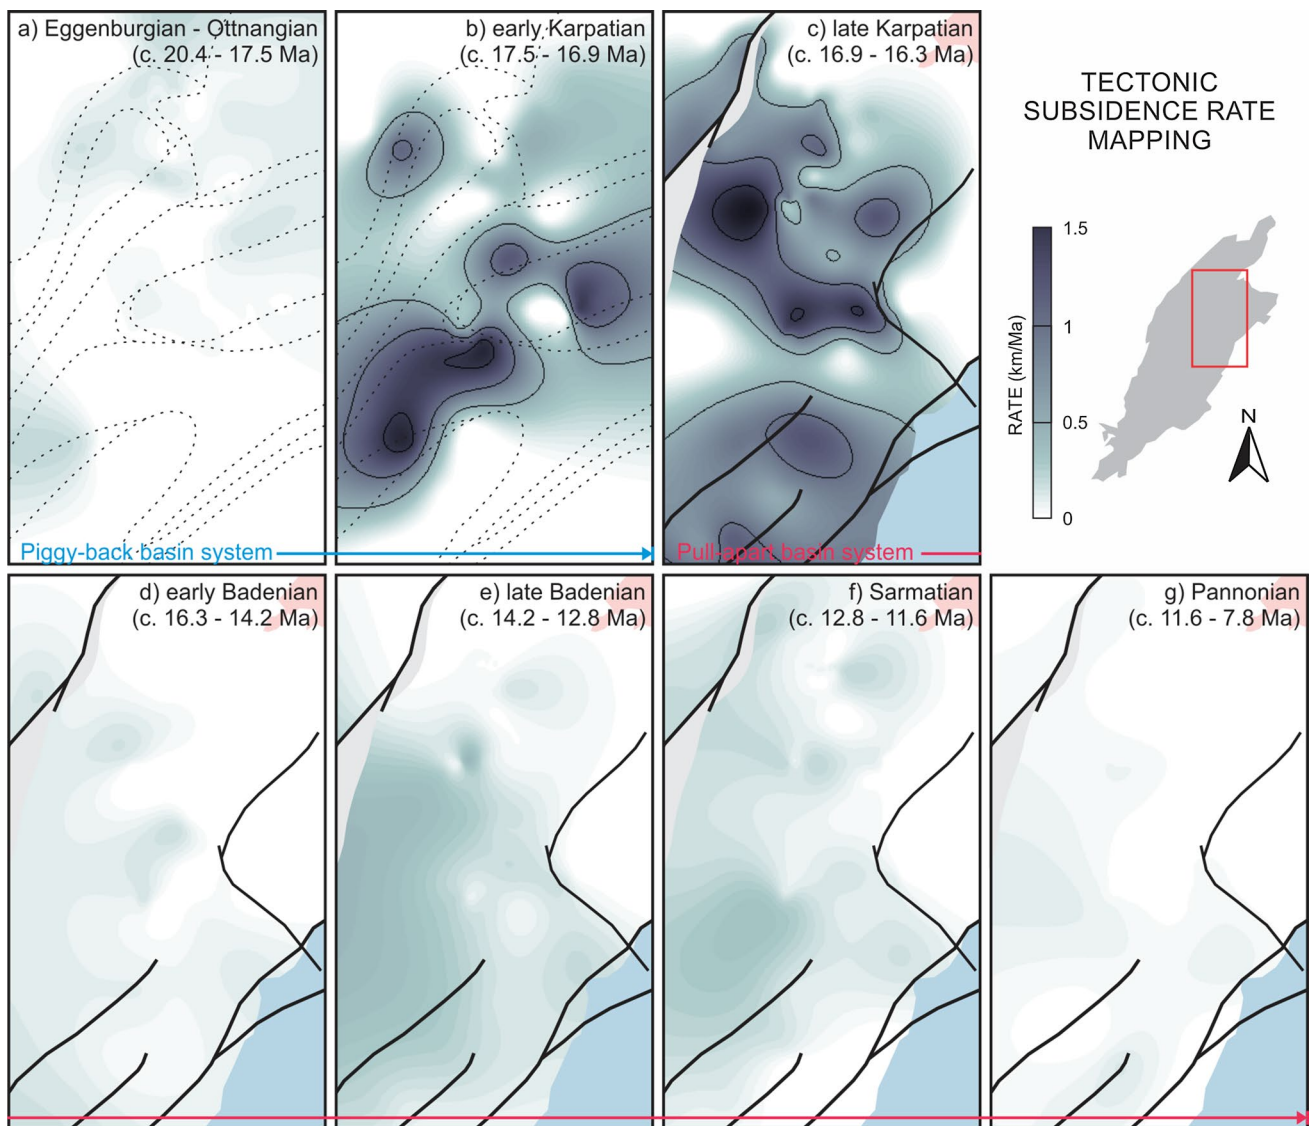 a) Eggenburgian - Ottnangian
(c. 20.4 - 17.5 Ma)
b) early Karpatian
(c. 17.5 - 16.9 Ma)
c) late Karpatian
(c. 16.9 - 16.3 Ma)
TECTONIC
SUBSIDENCE RATE
MAPPING
RATE (km/Ma)
1.5
1
0.5
0
N
Piggy-back basin system
Pull-apart basin system
d) early Badenian
(c. 16.3 - 14.2 Ma)
e) late Badenian
(c. 14.2 - 12.8 Ma)
f) Sarmatian
(c. 12.8 - 11.6 Ma)
g) Pannonian
(c. 11.6 - 7.8 Ma)